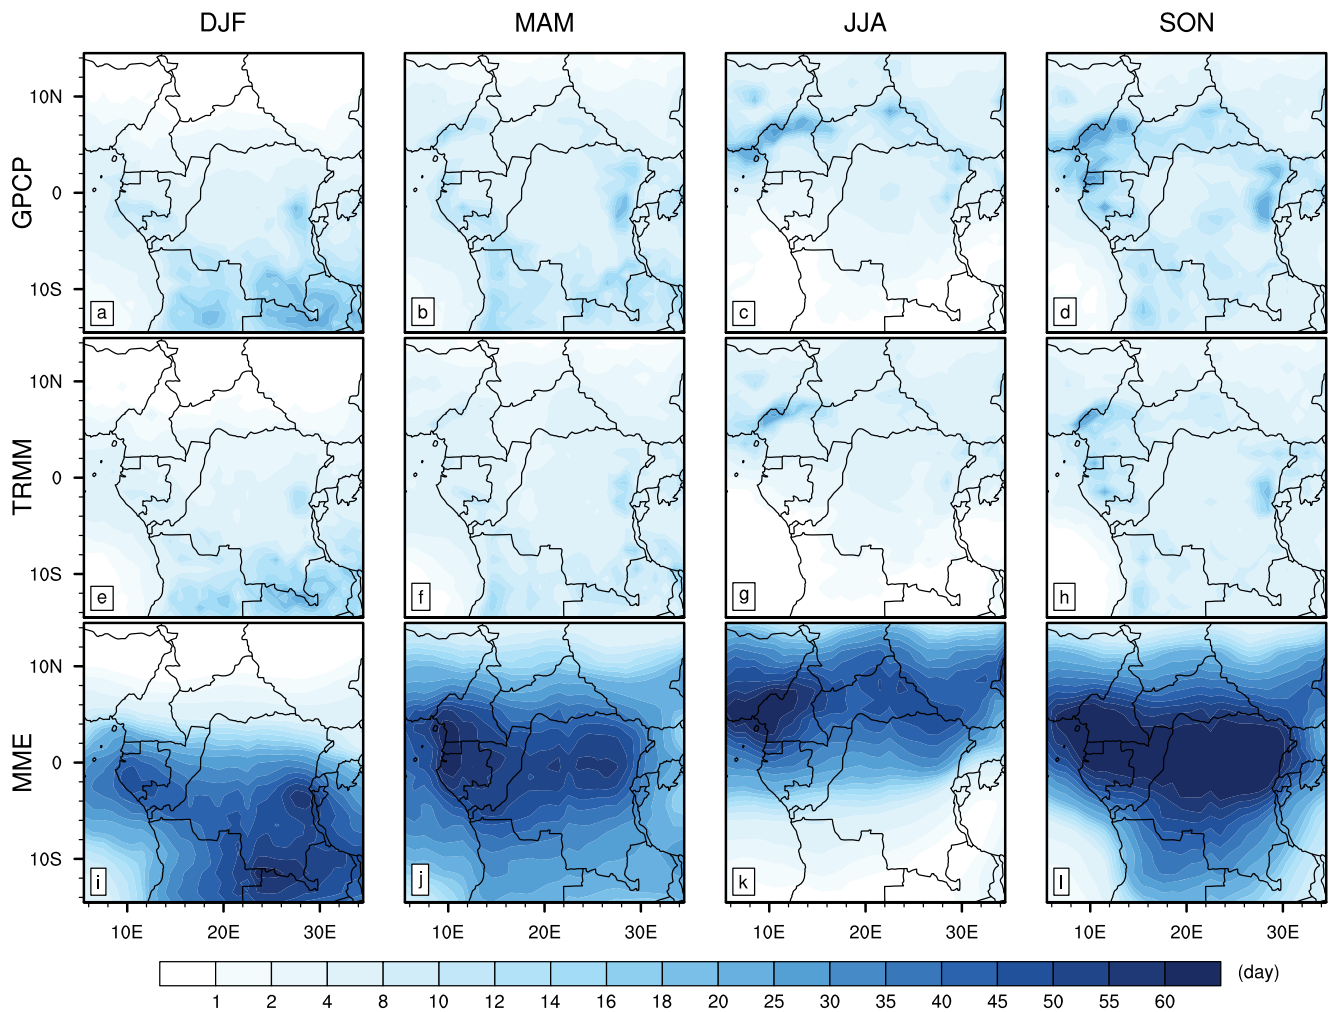 DJF MAM JJA SON
GPCP
10N
0
10S
a b c d
TRMM
10N
0
10S
e f g h
MME
10N
0
10S
i j k l
10E 20E 30E 10E 20E 30E 10E 20E 30E 10E 20E 30E
(day)
1 2 4 8 10 12 14 16 18 20 25 30 35 40 45 50 55 60